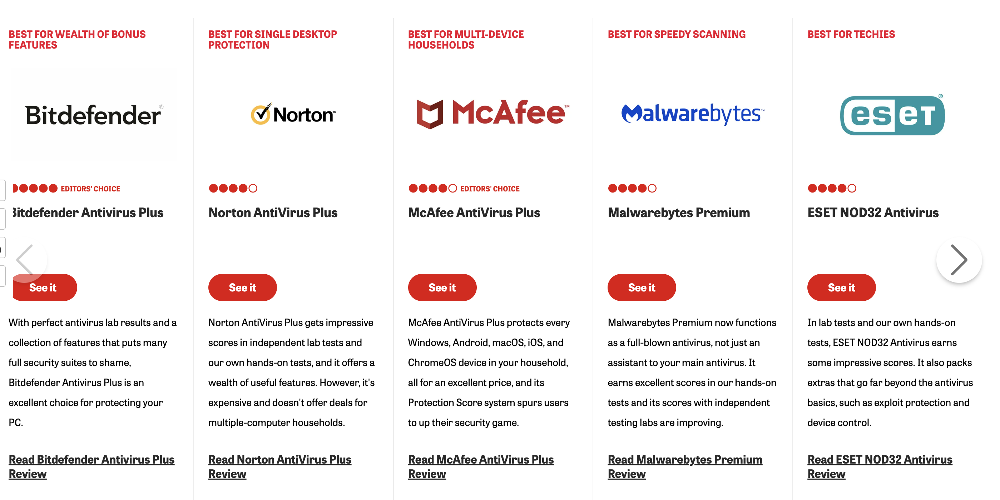 BEST FOR WEALTH OF BONUS
FEATURES
Bitdefender®
EDITORS' CHOICE
Bitdefender Antivirus Plus
See it
With perfect antivirus lab results and a
collection of features that puts many
full security suites to shame,
Bitdefender Antivirus Plus is an
excellent choice for protecting your
PC.
Read Bitdefender Antivirus Plus
Review
BEST FOR SINGLE DESKTOP
PROTECTION
Norton™
Norton AntiVirus Plus
See it
Norton AntiVirus Plus gets impressive
scores in independent lab tests and
our own hands-on tests, and it offers a
wealth of useful features. However, it's
expensive and doesn't offer deals for
multiple-computer households.
Read Norton AntiVirus Plus
Review
BEST FOR MULTI-DEVICE
HOUSEHOLDS
McAfee™
EDITORS' CHOICE
McAfee AntiVirus Plus
See it
McAfee AntiVirus Plus protects every
Windows, Android, macOS, iOS, and
ChromeOS device in your household,
all for an excellent price, and its
Protection Score system spurs users
to up their security game.
Read McAfee AntiVirus Plus
Review
BEST FOR SPEEDY SCANNING
Malwarebytes™
Malwarebytes Premium
See it
Malwarebytes Premium now functions
as a full-blown antivirus, not just an
assistant to your main antivirus. It
earns excellent scores in our hands-on
tests and its scores with independent
testing labs are improving.
Read Malwarebytes Premium
Review
BEST FOR TECHIES
eseT®
ESET NOD32 Antivirus
See it
In lab tests and our own hands-on
tests, ESET NOD32 Antivirus earns
some impressive scores. It also packs
extras that go far beyond the antivirus
basics, such as exploit protection and
device control.
Read ESET NOD32 Antivirus
Review